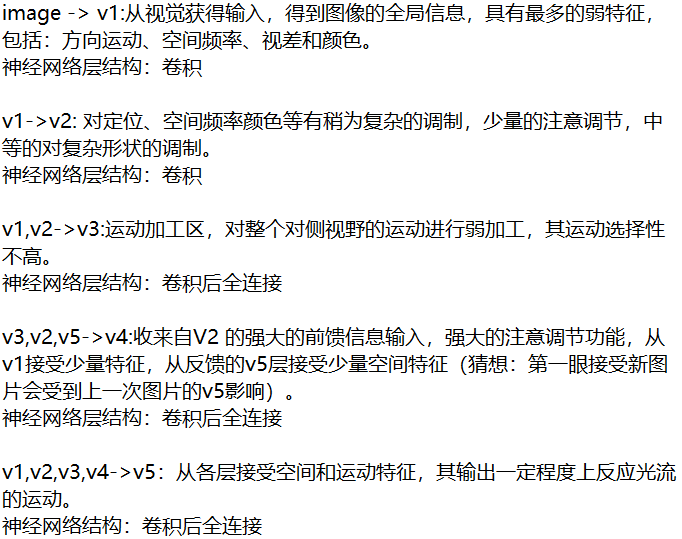 image -> v1:从视觉获得输入，得到图像的全局信息，具有最多的弱特征，
包括：方向运动、空间频率、视差和颜色。
神经网络层结构：卷积
v1->v2: 对定位、空间频率颜色等有稍为复杂的调制，少量的注意调节，中
等的对复杂形状的调制。
神经网络层结构：卷积
v1,v2->v3:运动加工区，对整个对侧视野的运动进行弱加工，其运动选择性
不高。
神经网络层结构：卷积后全连接
v3,v2,v5->v4:收来自V2 的强大的前馈信息输入，强大的注意调节功能，从
v1接受少量特征，从反馈的v5层接受少量空间特征（猜想：第一眼接受新图
片会受到上一次图片的v5影响）。
神经网络层结构：卷积后全连接
v1,v2,v3,v4->v5：从各层接受空间和运动特征，其输出一定程度上反应光流
的运动。
神经网络结构：卷积后全连接